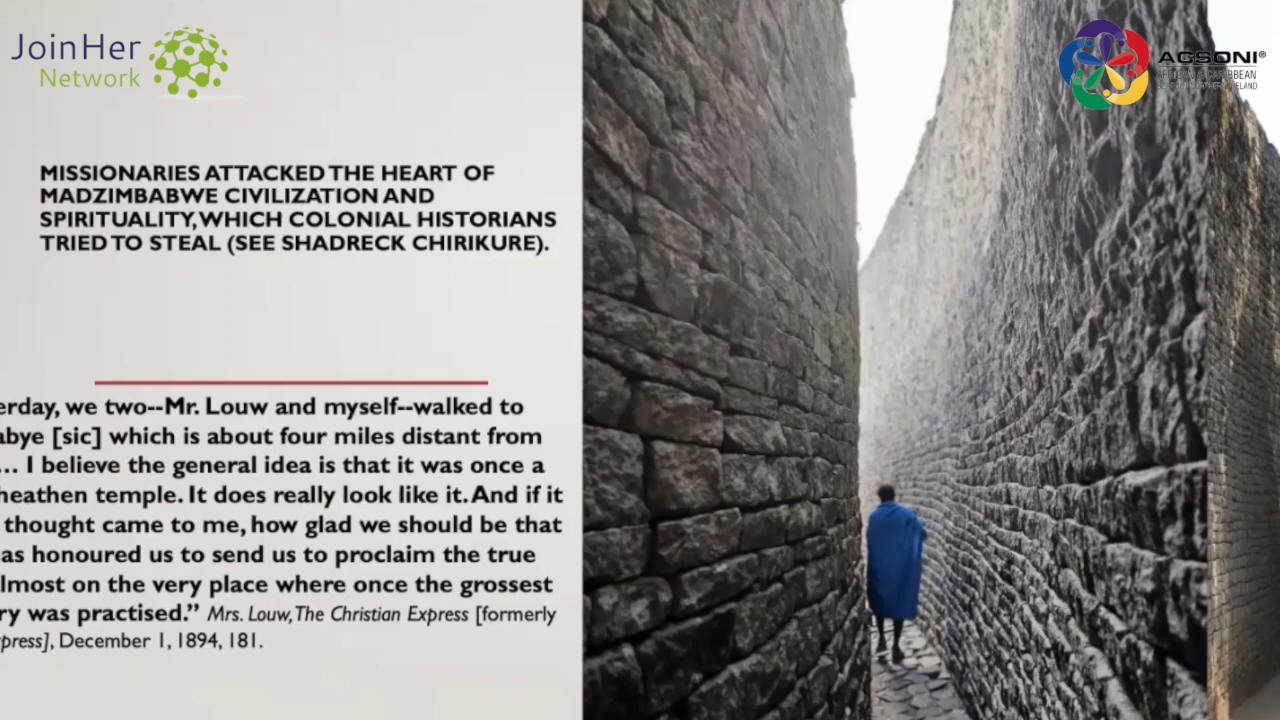 JoinHer
Network
ACSONI®
MISSIONARIES ATTACKED THE HEART OF
MADZIMBABWE CIVILIZATION AND
SPIRITUALITY, WHICH COLONIAL HISTORIANS
TRIED TO STEAL (SEE SHADRECK CHIRIKURE).
erday, we two--Mr. Louw and myself--walked to
abye [sic] which is about four miles distant from
... I believe the general idea is that it was once a
heathen temple. It does really look like it. And if it
thought came to me, how glad we should be that
as honoured us to send us to proclaim the true
lmost on the very place where once the grossest
ry was practised.” Mrs. Louw, The Christian Express [formerly
press], December 1, 1894, 181.